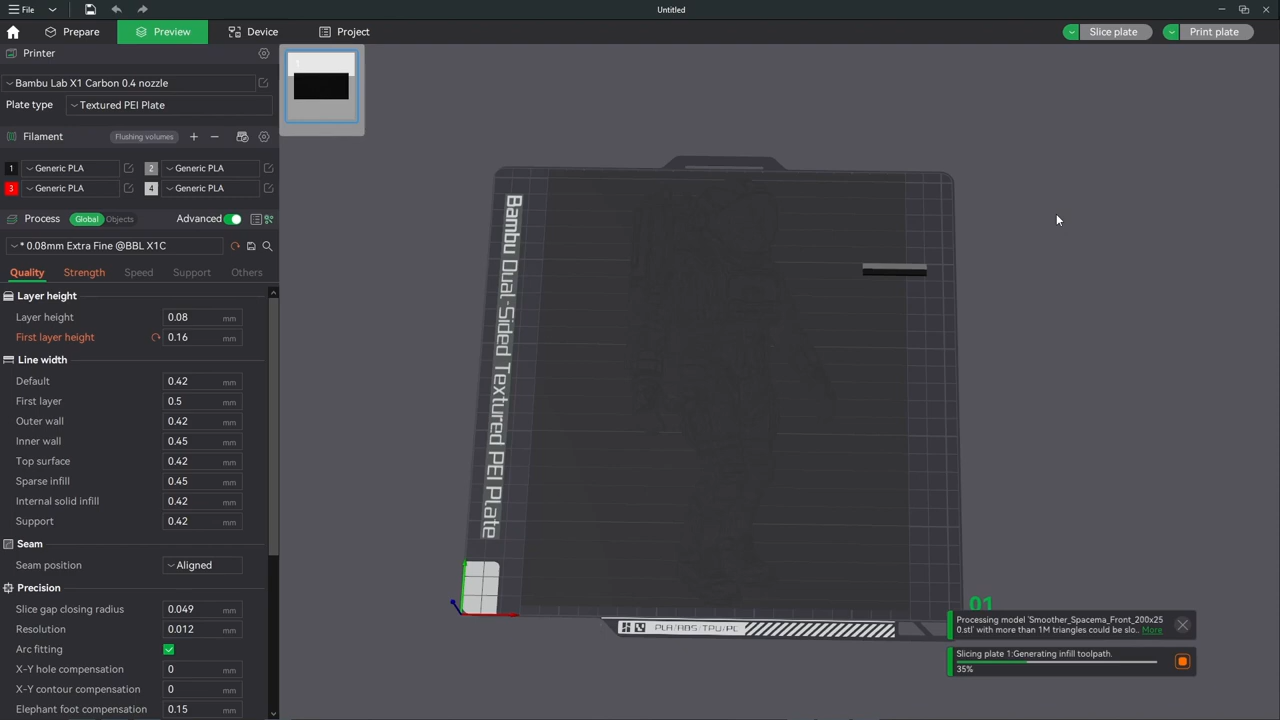 File
Untitled
Prepare
Preview
Device
Project
Slice plate
Print plate
Printer
Bambu Lab X1 Carbon 0.4 nozzle
Plate type
Textured PEI Plate
Filament
Flushing volumes
1
Generic PLA
2
Generic PLA
3
Generic PLA
4
Generic PLA
Process
Global
Objects
Advanced
* 0.08mm Extra Fine @BBL X1C
Quality
Strength
Speed
Support
Others
Layer height
Layer height
0.08
mm
First layer height
0.16
mm
Line width
Default
0.42
mm
First layer
0.5
mm
Outer wall
0.42
mm
Inner wall
0.45
mm
Top surface
0.42
mm
Sparse infill
0.45
mm
Internal solid infill
0.42
mm
Support
0.42
mm
Seam
Seam position
Aligned
Precision
Slice gap closing radius
0.049
mm
Resolution
0.012
mm
Arc fitting
X-Y hole compensation
0
mm
X-Y contour compensation
0
mm
Elephant foot compensation
0.15
mm
1
Bambu Dual-Sided Textured PEI Plate
PLA/ABS/TPU/PC
01
Processing model 'Smoother_Spacema_Front_200x25
0.stl' with more than 1M triangles could be slo.. More
Slicing plate 1:Generating infill toolpath.
35%